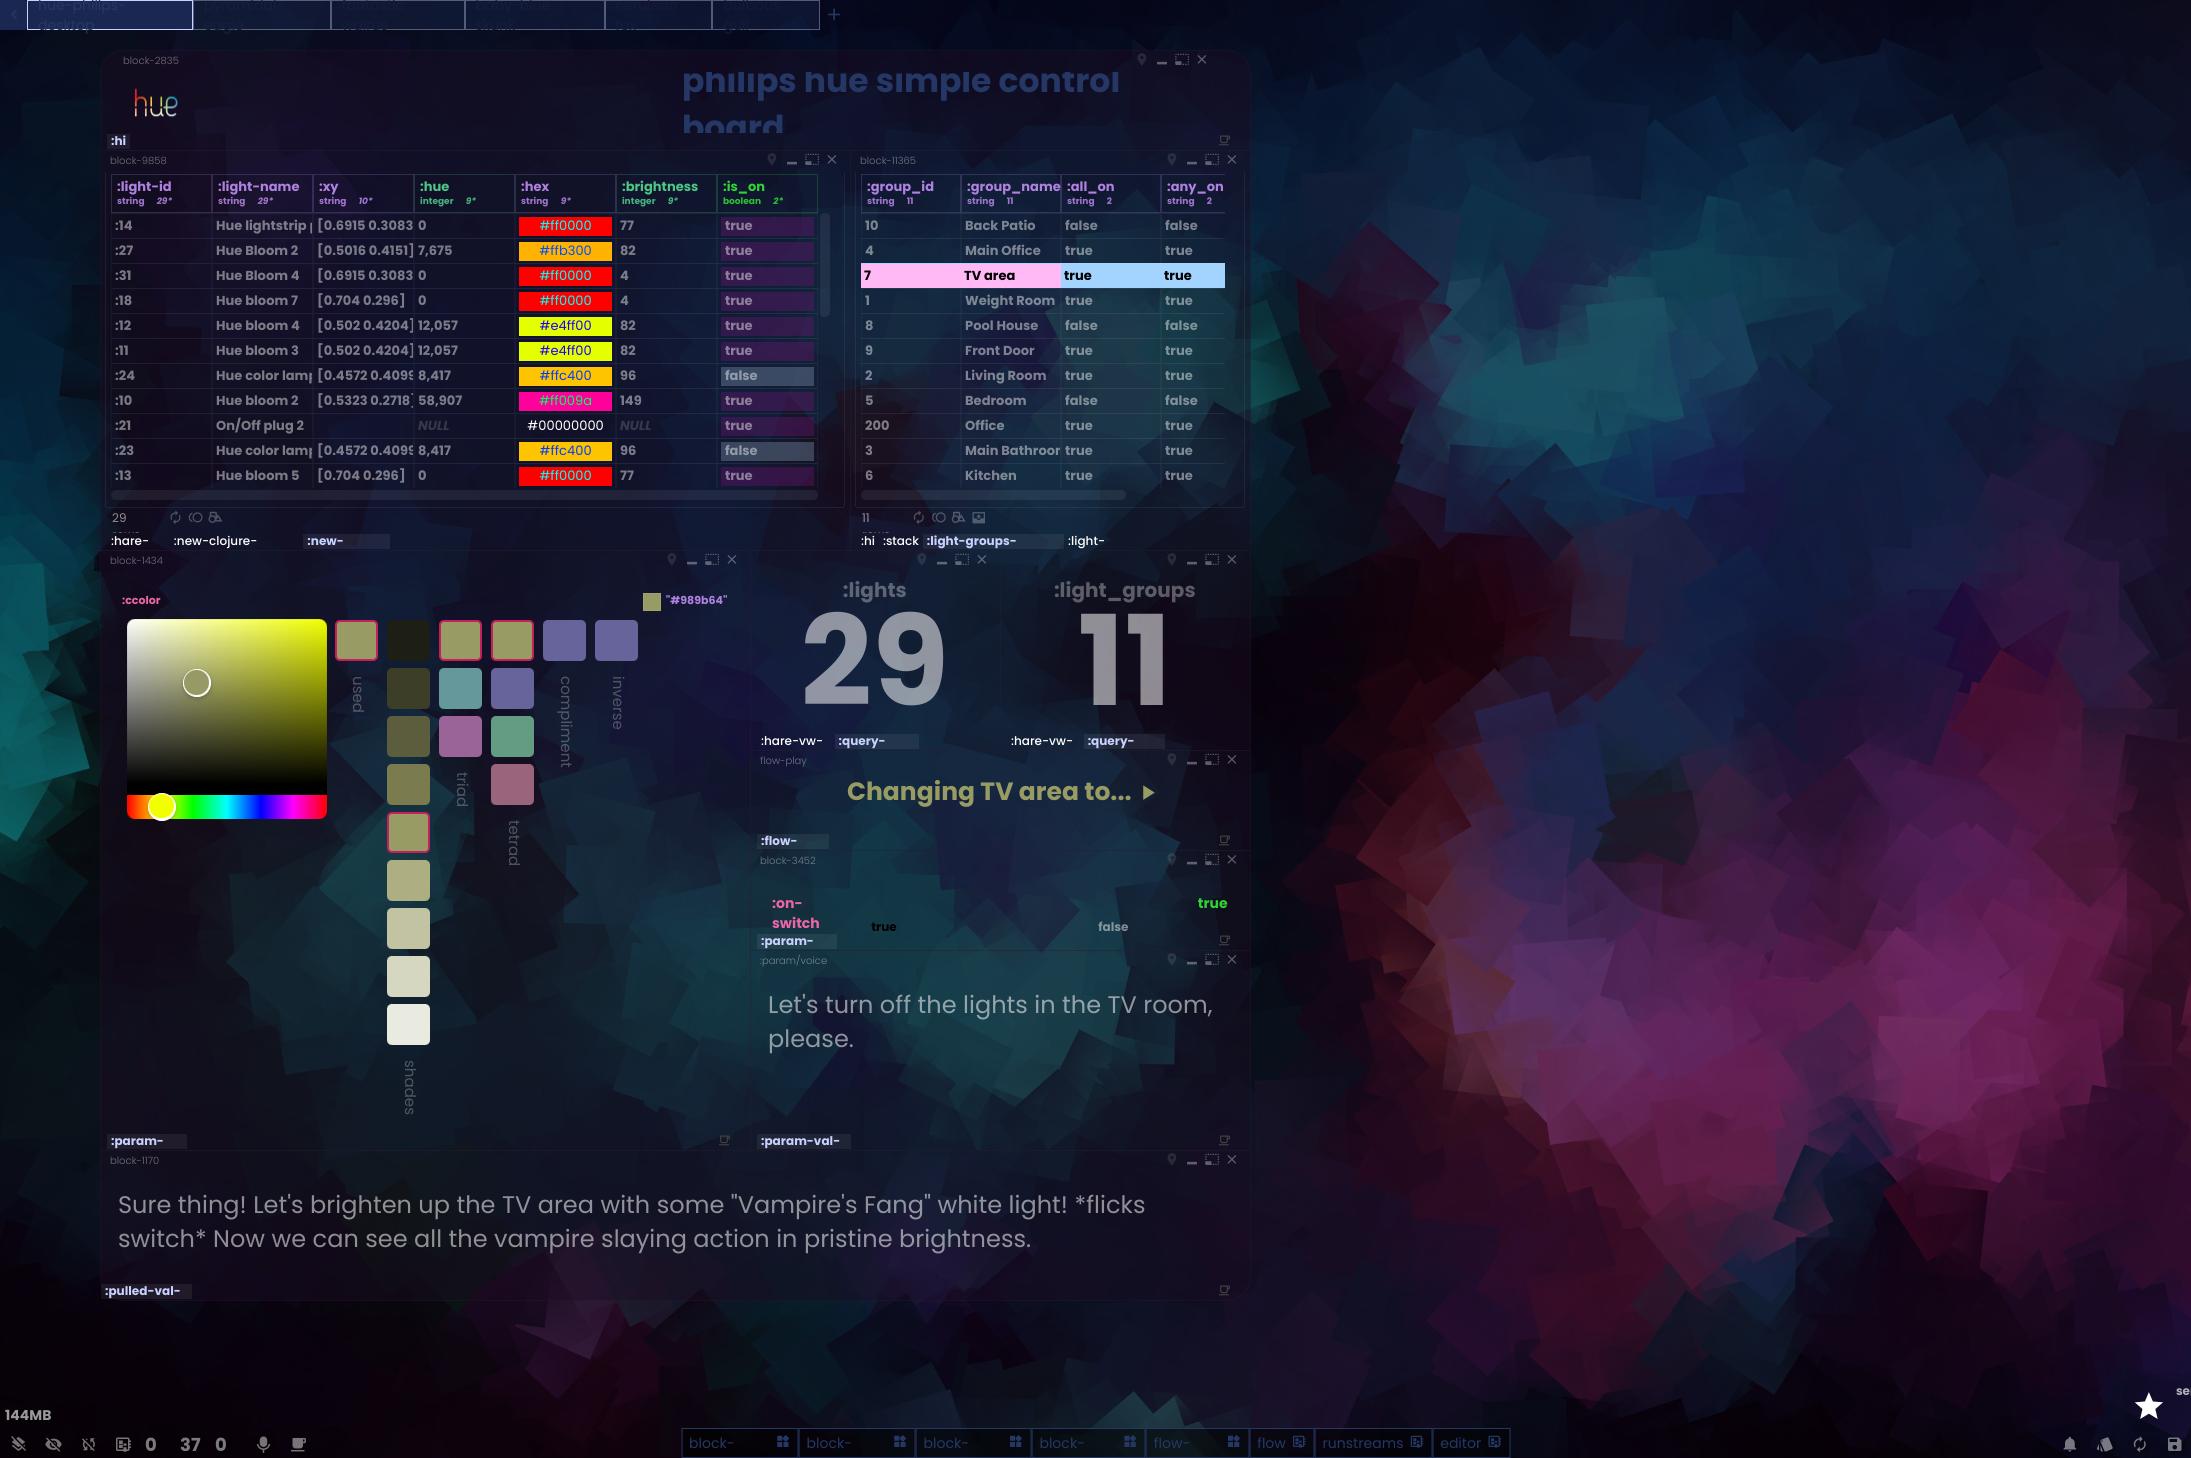 hue-philips-
desktop
block-2835
philips hue simple control
board
hue
:hi
block-9858
:light-id :light-name :xy :hue :hex :brightness :is_on
string 29* string 29* string 10* integer 9* string 9* integer 9* boolean 2*
:14 Hue lightstrip [0.6915 0.3083 0 #ff0000 77 true
:27 Hue Bloom 2 [0.5016 0.4151] 7,675 #ffb300 82 true
:31 Hue Bloom 4 [0.6915 0.3083 0 #ff0000 4 true
:18 Hue bloom 7 [0.704 0.296] 0 #ff0000 4 true
:12 Hue bloom 4 [0.502 0.4204] 12,057 #e4ff00 82 true
:11 Hue bloom 3 [0.502 0.4204] 12,057 #e4ff00 82 true
:24 Hue color lam [0.4572 0.4099 8,417 #ffc400 96 false
:10 Hue bloom 2 [0.5323 0.2718] 58,907 #ff009a 149 true
:21 On/Off plug 2 NULL #00000000 NULL true
:23 Hue color lam [0.4572 0.4099 8,417 #ffc400 96 false
:13 Hue bloom 5 [0.704 0.296] 0 #ff0000 77 true
29
:hare- :new-clojure- :new-
block-11365
:group_id :group_name :all_on :any_on
string 11 string 11 string 2 string 2
10 Back Patio false false
4 Main Office true true
7 TV area true true
1 Weight Room true true
8 Pool House false false
9 Front Door true true
2 Living Room true true
5 Bedroom false false
200 Office true true
3 Main Bathroor true true
6 Kitchen true true
11
:hi :stack :light-groups- :light-
block-1434
:ccolor
"#989b64"
used
shades
triad
tetrad
compliment
inverse
:param-
:lights
29
:hare-vw- :query-
:light_groups
11
:hare-vw- :query-
flow-play
Changing TV area to...
:flow-
block-3452
:on-
switch
true
false
true
:param-
:param/voice
Let's turn off the lights in the TV room,
please.
:param-val-
block-1170
Sure thing! Let's brighten up the TV area with some "Vampire's Fang" white light! *flicks
switch* Now we can see all the vampire slaying action in pristine brightness.
:pulled-val-
144MB
0 37 0
block- block- block- block- flow- flow runstreams editor
se